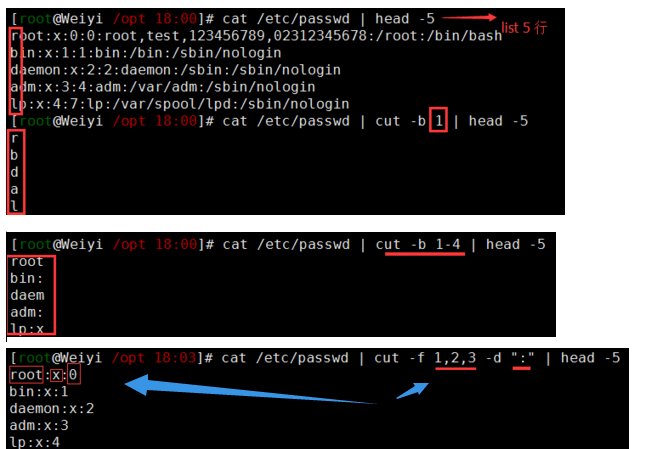 [root@Weiyi /opt 18:00]# cat /etc/passwd | head -5
list 5 行
root:x:0:0:root,test,123456789,02312345678:/root:/bin/bash
bin:x:1:1:bin:/bin:/sbin/nologin
daemon:x:2:2:daemon:/sbin:/sbin/nologin
adm:x:3:4:adm:/var/adm:/sbin/nologin
lp:x:4:7:lp:/var/spool/lpd:/sbin/nologin
[root@Weiyi /opt 18:00]# cat /etc/passwd | cut -b 1 | head -5
r
b
d
a
l
[root@Weiyi /opt 18:00]# cat /etc/passwd | cut -b 1-4 | head -5
root
bin:
daem
adm:
lp:x
[root@Weiyi /opt 18:03]# cat /etc/passwd | cut -f 1,2,3 -d ":" | head -5
root:x:0
bin:x:1
daemon:x:2
adm:x:3
lp:x:4